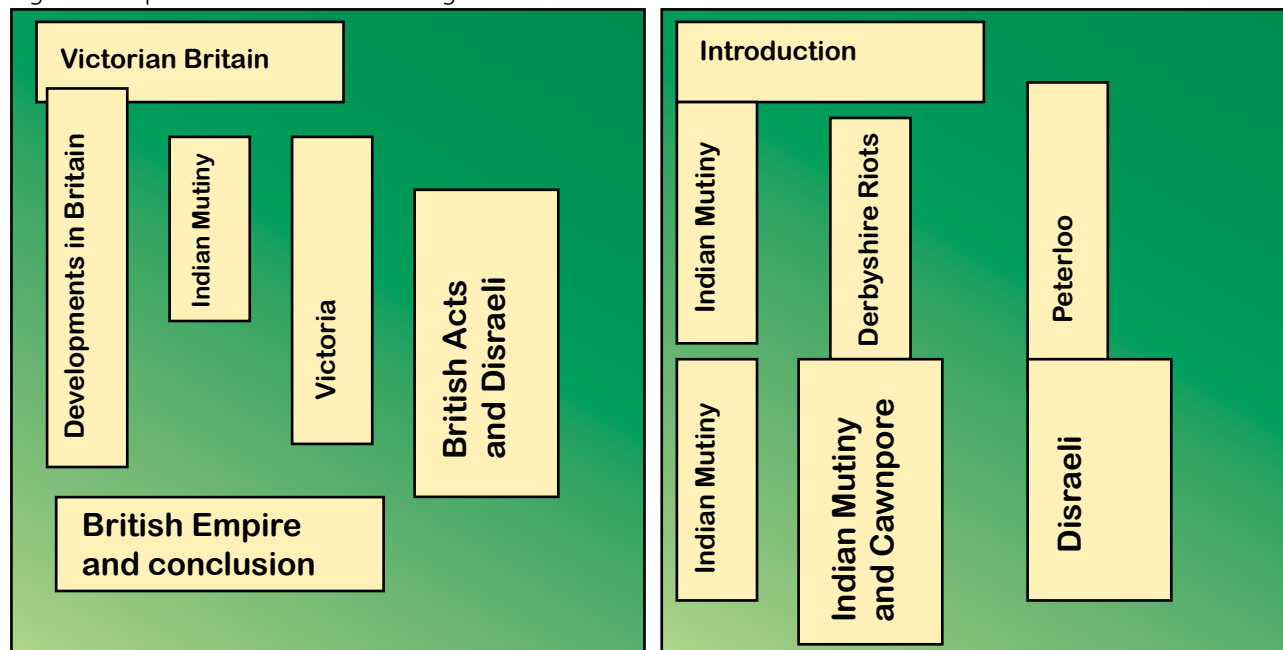 Victorian Britain
Developments in Britain
Indian Mutiny
Victoria
British Acts
and Disraeli
British Empire
and conclusion
Introduction
Indian Mutiny
Derbyshire Riots
Peterloo
Indian Mutiny
Indian Mutiny
and Cawnpore
Disraeli